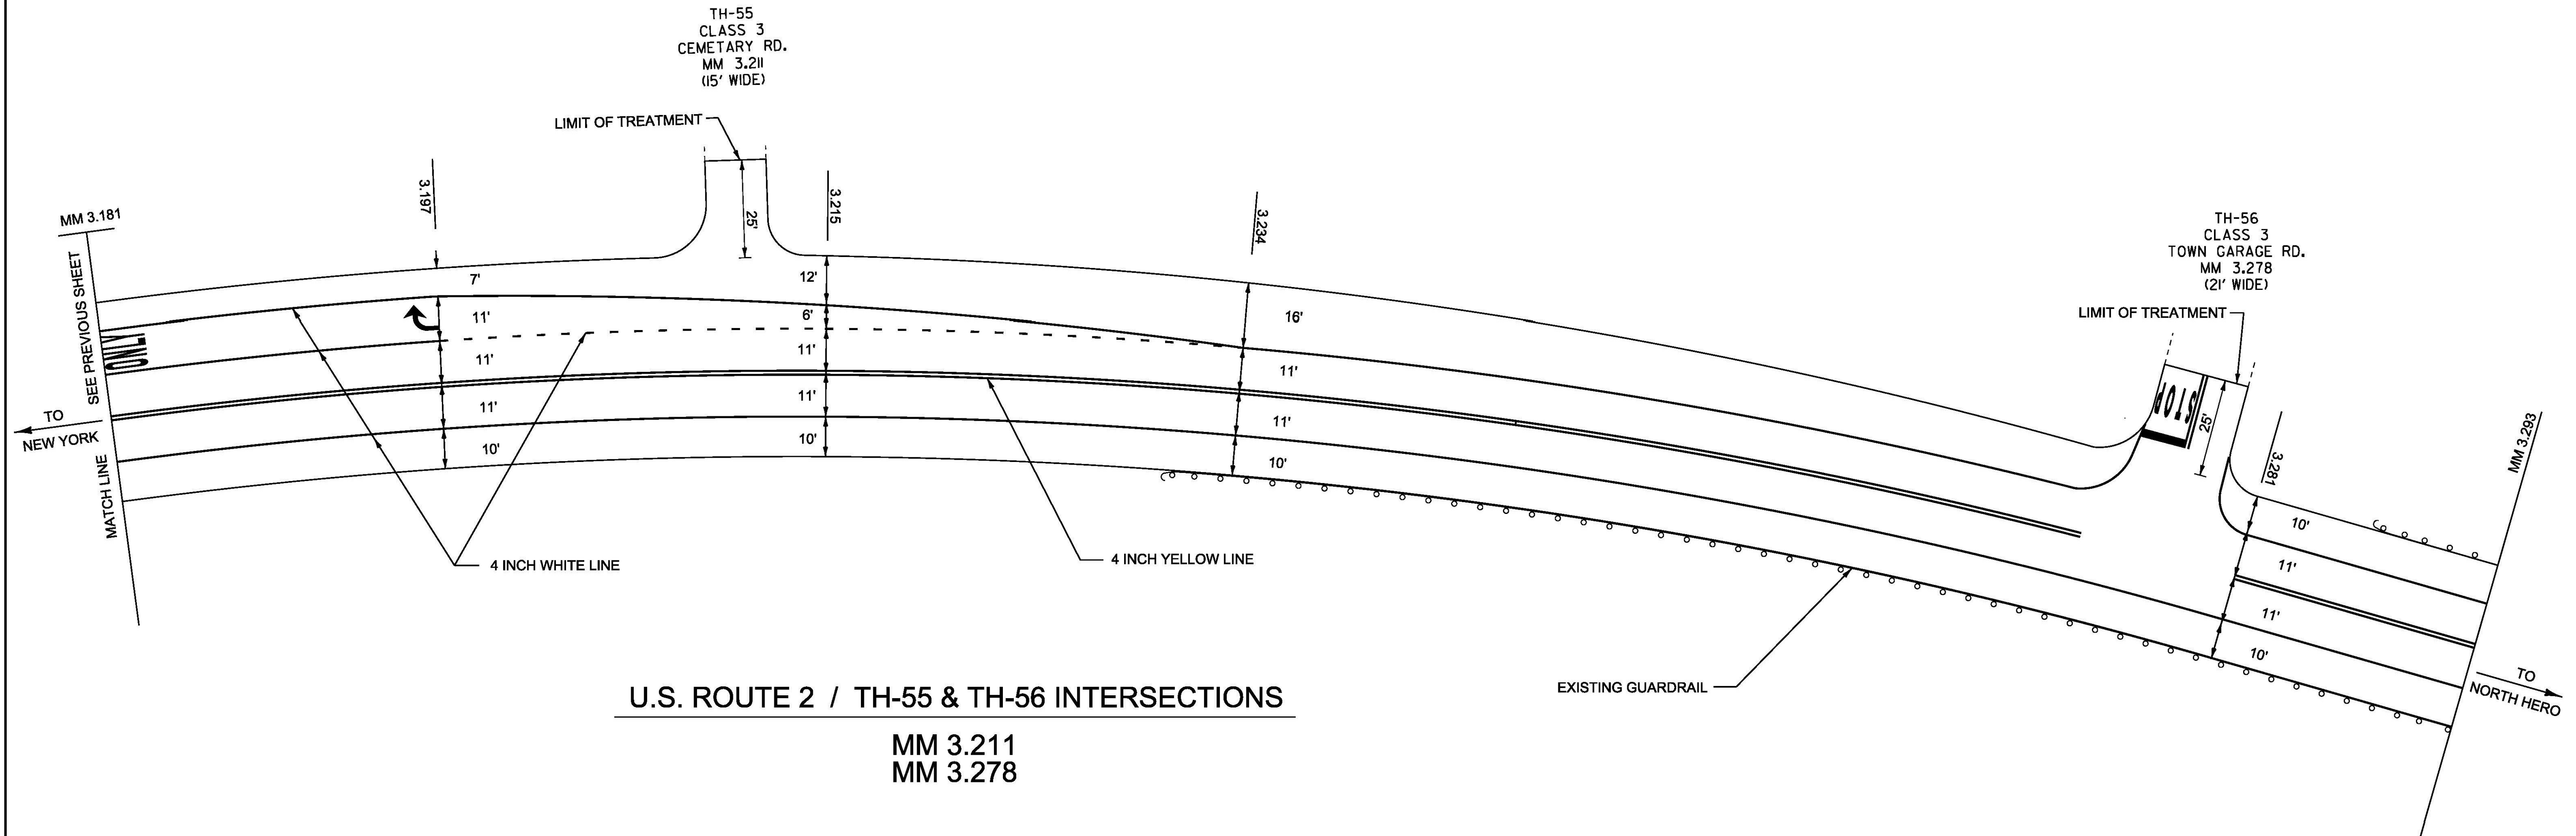 TH-55
CLASS 3
CEMETARY RD.
MM 3.211
(15' WIDE)
LIMIT OF TREATMENT
25'
MM 3.181
SEE PREVIOUS SHEET
MATCH LINE
TO
NEW YORK
ONLY
3.197
7'
11'
11'
11'
10'
3.215
12'
6'
11'
11'
10'
3.234
16'
11'
11'
10'
4 INCH WHITE LINE
4 INCH YELLOW LINE
EXISTING GUARDRAIL
TH-56
CLASS 3
TOWN GARAGE RD.
MM 3.278
(21' WIDE)
LIMIT OF TREATMENT
STOP
25'
3.281
10'
11'
11'
10'
MM 3.293
TO
NORTH HERO
U.S. ROUTE 2 / TH-55 & TH-56 INTERSECTIONS
MM 3.211
MM 3.278